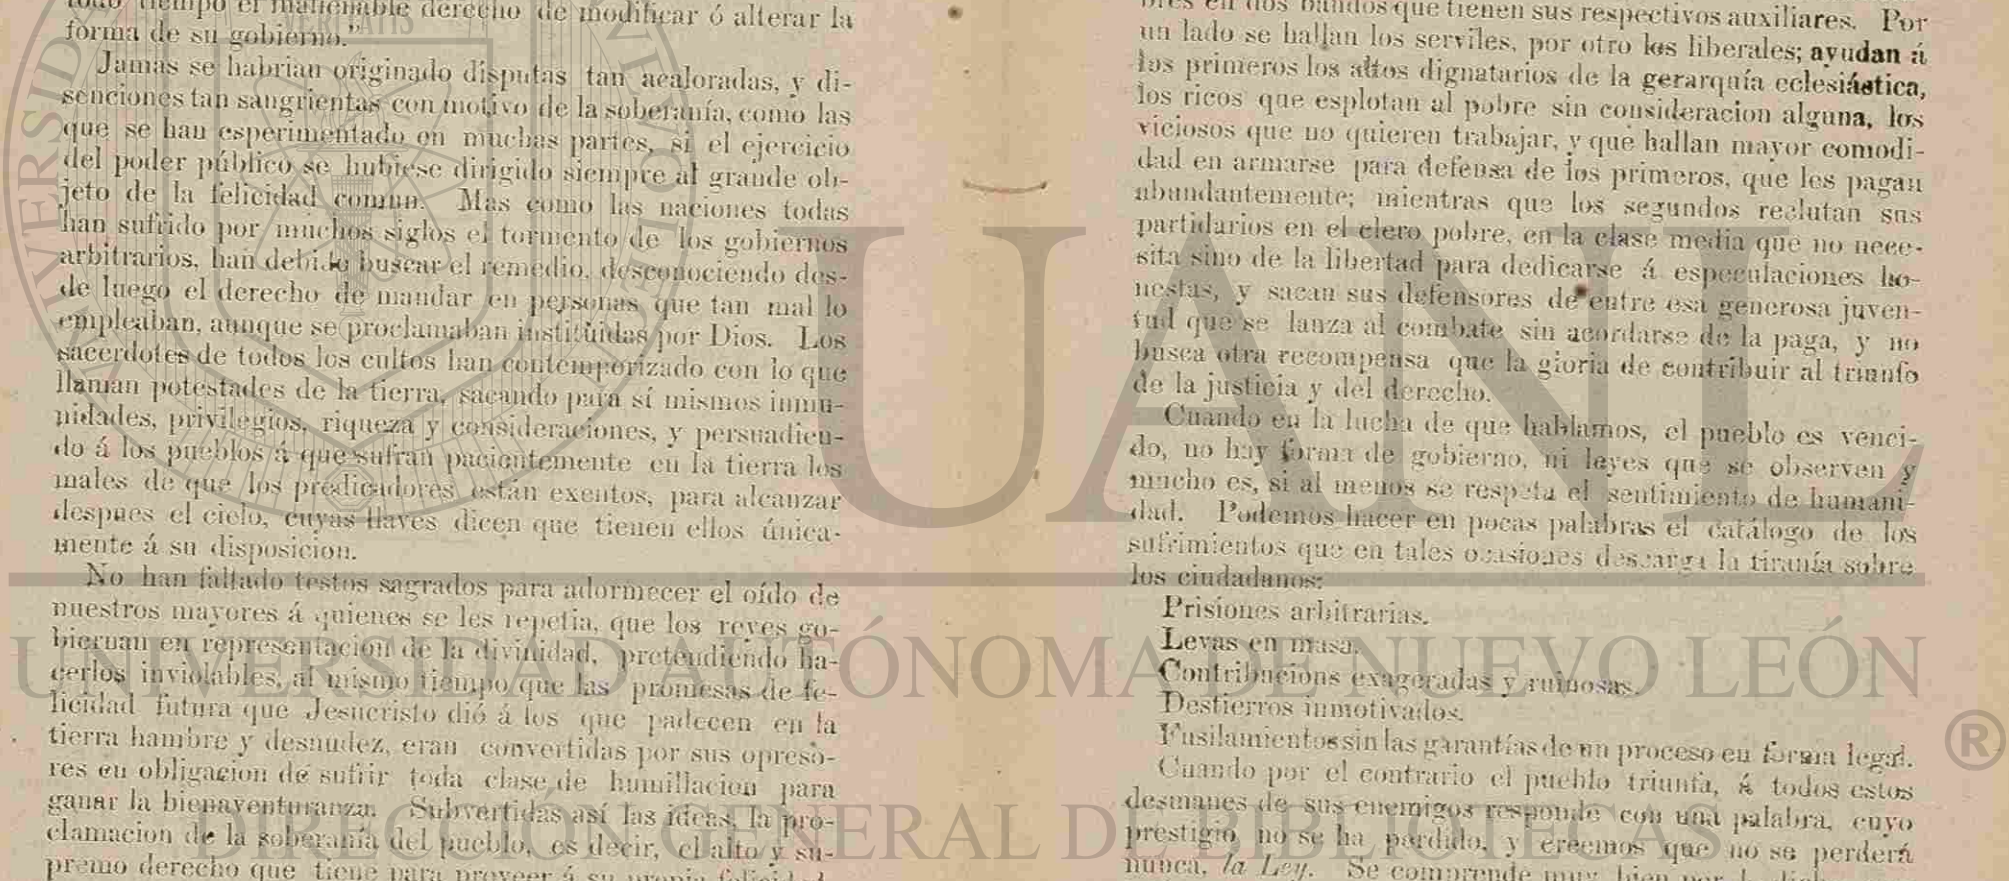 todo tiempo el inalienable derecho de modificar ó alterar la
forma de su gobierno."
Jamas se habrian originado disputas tan acaloradas, y di-
senciones tan sangrientas con motivo de la soberanía, como las
que se han esperimentado en muchas partes, si el ejercicio
del poder público se hubiese dirigido siempre al grande ob-
jeto de la felicidad comun. Mas como las naciones todas
han sufrido por muchos siglos el tormento de los gobiernos
arbitrarios, han debido buscar el remedio, desconociendo des-
de luego el derecho de mandar en personas que tan mal lo
empleaban, aunque se proclamaban instituidas por Dios. Los
sacerdotes de todos los cultos han contemporizado con lo que
llaman potestades de la tierra, sacando para sí mismos inmu-
nidades, privilegios, riqueza y consideraciones, y persuadien-
do á los pueblos á que sufran pacientemente en la tierra los
males de que los predicadores están exentos, para alcanzar
despues el cielo, cuyas llaves dicen que tienen ellos única-
mente á su disposicion.
No han faltado testos sagrados para adormecer el oído de
nuestros mayores á quienes se les repetia, que los reyes go-
biernan en representacion de la divinidad, pretendiendo ha-
cerlos inviolables, al mismo tiempo que las promesas de fe-
licidad futura que Jesucristo dió á los que padecen en la
tierra hambre y desnudez, eran convertidas por sus opreso-
res en obligacion de sufrir toda clase de humillacion para
ganar la bienaventuranza. Subvertidas así las ideas, la pro-
clamacion de la soberanía del pueblo, es decir, el alto y su-
premo derecho que tiene para proveer á su propia felicidad,
bres en dos bandos que tienen sus respectivos auxiliares. Por
un lado se hallan los serviles, por otro los liberales; ayudan á
los primeros los altos dignatarios de la gerarquía eclesiástica,
los ricos que esplotan al pobre sin consideracion alguna, los
viciosos que no quieren trabajar, y que hallan mayor comodi-
dad en armarse para defensa de los primeros, que les pagan
abundantemente; mientras que los segundos reclutan sus
partidarios en el clero pobre, en la clase media que no nece-
sita sino de la libertad para dedicarse á especulaciones ho-
nestas, y sacan sus defensores de entre esa generosa juven-
tud que se lanza al combate sin acordarse de la paga, y no
busca otra recompensa que la gloria de contribuir al triunfo
de la justicia y del derecho.
Cuando en la lucha de que hablamos, el pueblo es venci-
do, no hay forma de gobierno, ni leyes que se observen y
mucho es, si al menos se respeta el sentimiento de humani-
dad. Podemos hacer en pocas palabras el catálogo de los
sufrimientos que en tales ocasiones descarga la tiranía sobre
los ciudadanos:
Prisiones arbitrarias.
Levas en masa.
Contribucions exageradas y ruinosas.
Destierros inmotivados.
Fusilamientos sin las garantías de un proceso en forma legal.
Cuando por el contrario el pueblo triunfa, á todos estos
desmanes de sus enemigos responde con una palabra, cuyo
prestigio no se ha perdido, y creemos que no se perderá
nunca, la Ley. Se comprende muy bien por
UANL
UNIVERSIDAD AUTÓNOMA DE NUEVO LEÓN
®
DIRECCIÓN GENERAL DE BIBLIOTECAS